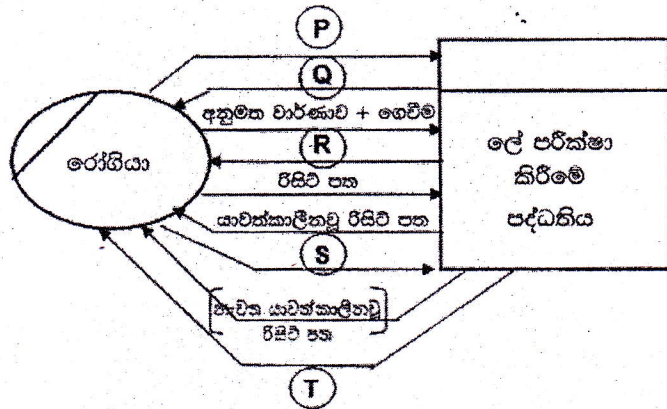 P
Q
අනුමත වාර්ණාව + ගෙවීම
R
රිසිට් පත
යාවත්කාලීනවූ රිසිට් පත
S
නැවත යාවත්කාලීනවූ
රිසිට් පත
T
රෝගියා
ලේ පරීක්ෂා
කිරීමේ
පද්ධතිය